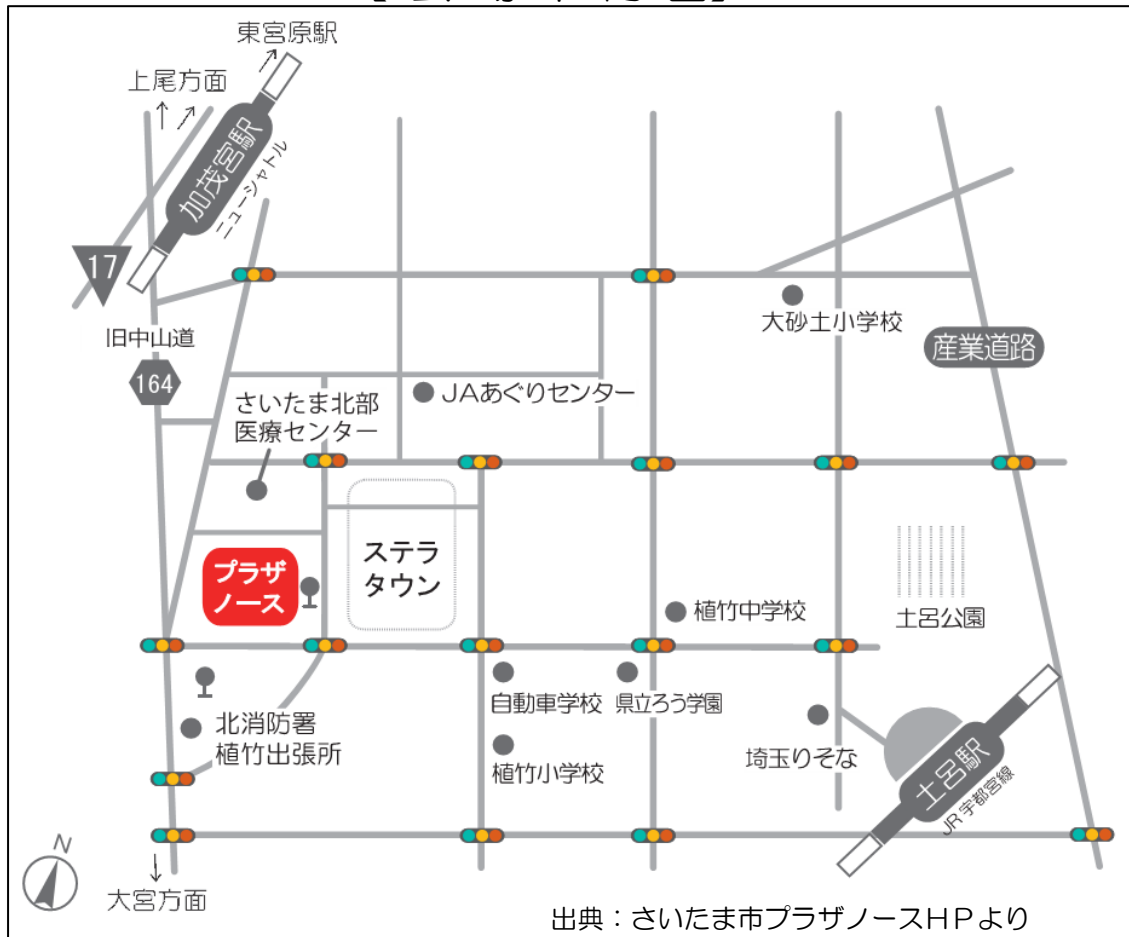 東宮原駅
上尾方面
加茂宮駅
ニューシャトル
17
旧中山道
164
大砂土小学校
産業道路
JAあぐりセンター
さいたま北部
医療センター
プラザ
ノース
ステラ
タウン
植竹中学校
土呂公園
自動車学校
県立ろう学園
北消防署
植竹出張所
植竹小学校
埼玉りそな
土呂駅
JR宇都宮線
N
大宮方面
出典：さいたま市プラザノースHPより